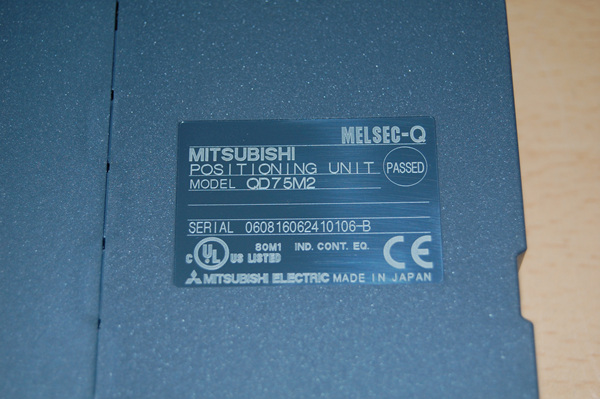 MELSEC-Q
MITSUBISHI
POSITIONING UNIT PASSED
MODEL QD75M2
SERIAL 060816062410106-B
C UL US LISTED 80M1 IND. CONT. EQ. CE
MITSUBISHI ELECTRIC MADE IN JAPAN